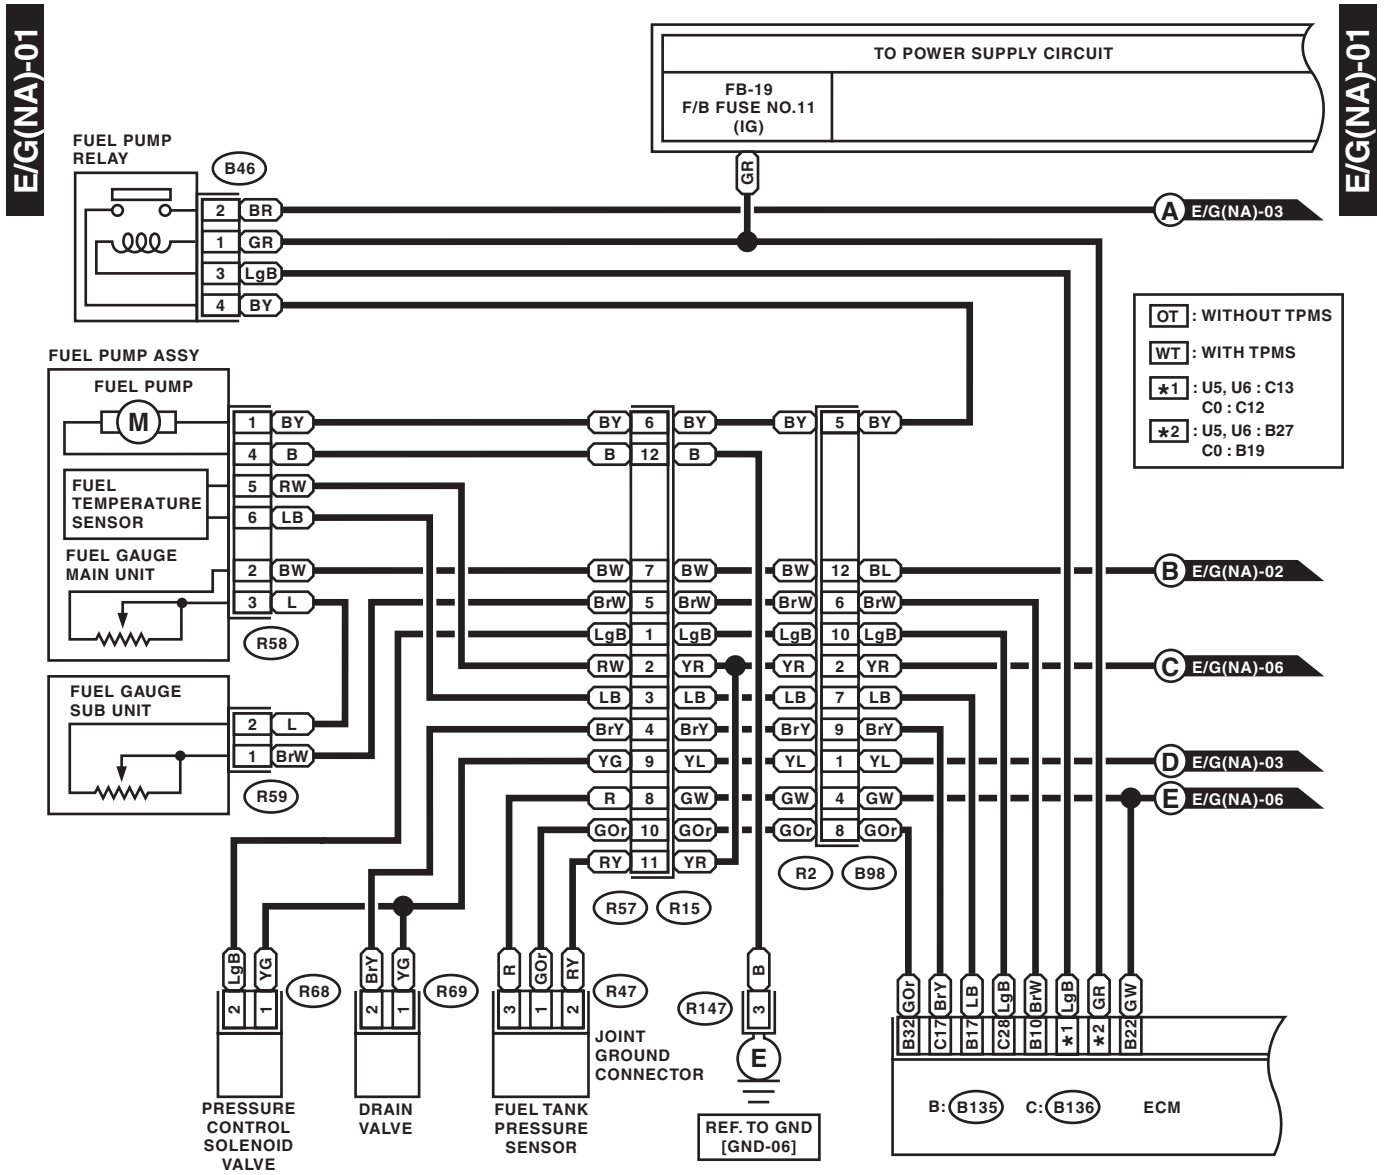 E/G(NA)-01
E/G(NA)-01
TO POWER SUPPLY CIRCUIT
FB-19
F/B FUSE NO.11
(IG)
GR
FUEL PUMP
RELAY
B46
2 BR
A E/G(NA)-03
1 GR
3 LgB
4 BY
OT : WITHOUT TPMS
WT : WITH TPMS
*1 : U5, U6 : C13
C0 : C12
*2 : U5, U6 : B27
C0 : B19
FUEL PUMP ASSY
FUEL PUMP
M
1 BY
BY 6 BY
BY 5 BY
4 B
B 12 B
FUEL
TEMPERATURE
SENSOR
5 RW
6 LB
FUEL GAUGE
MAIN UNIT
2 BW
BW 7 BW
BW 12 BL
B E/G(NA)-02
3 L
BrW 5 BrW
BrW 6 BrW
R58
LgB 1 LgB
LgB 10 LgB
RW 2 YR
YR 2 YR
C E/G(NA)-06
FUEL GAUGE
SUB UNIT
LB 3 LB
LB 7 LB
2 L
BrY 4 BrY
BrY 9 BrY
1 BrW
YG 9 YL
YL 1 YL
D E/G(NA)-03
R59
R 8 GW
GW 4 GW
E E/G(NA)-06
GOr 10 GOr
GOr 8 GOr
RY 11 YR
R2 B98
R57 R15
LgB YG
BrY YG
R GOr RY
B
GOr BrY LB LgB BrW LgB GR GW
2 1 R68
2 1 R69
3 1 2 R47
R147 3
B32 C17 B17 C28 B10 *1 *2 B22
JOINT
GROUND
CONNECTOR
E
PRESSURE
CONTROL
SOLENOID
VALVE
DRAIN
VALVE
FUEL TANK
PRESSURE
SENSOR
REF. TO GND
[GND-06]
B: B135 C: B136 ECM